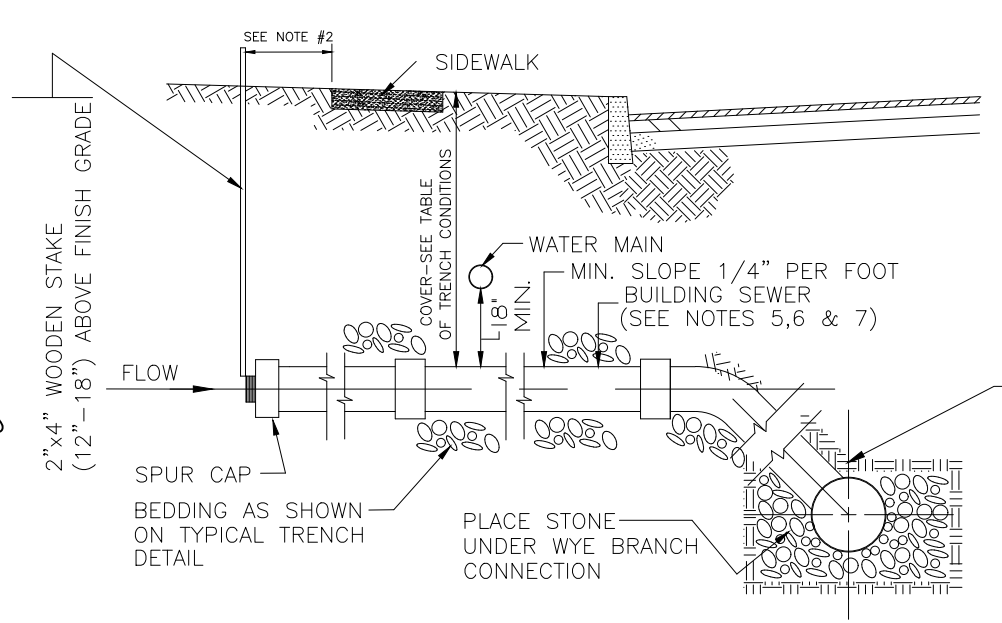 SEE NOTE #2
SIDEWALK
2"x4" WOODEN STAKE
(12"-18") ABOVE FINISH GRADE
COVER-SEE TABLE
OF TRENCH CONDITIONS
WATER MAIN
18"
MIN.
MIN. SLOPE 1/4" PER FOOT
BUILDING SEWER
(SEE NOTES 5,6 & 7)
FLOW
SPUR CAP
BEDDING AS SHOWN
ON TYPICAL TRENCH
DETAIL
PLACE STONE
UNDER WYE BRANCH
CONNECTION